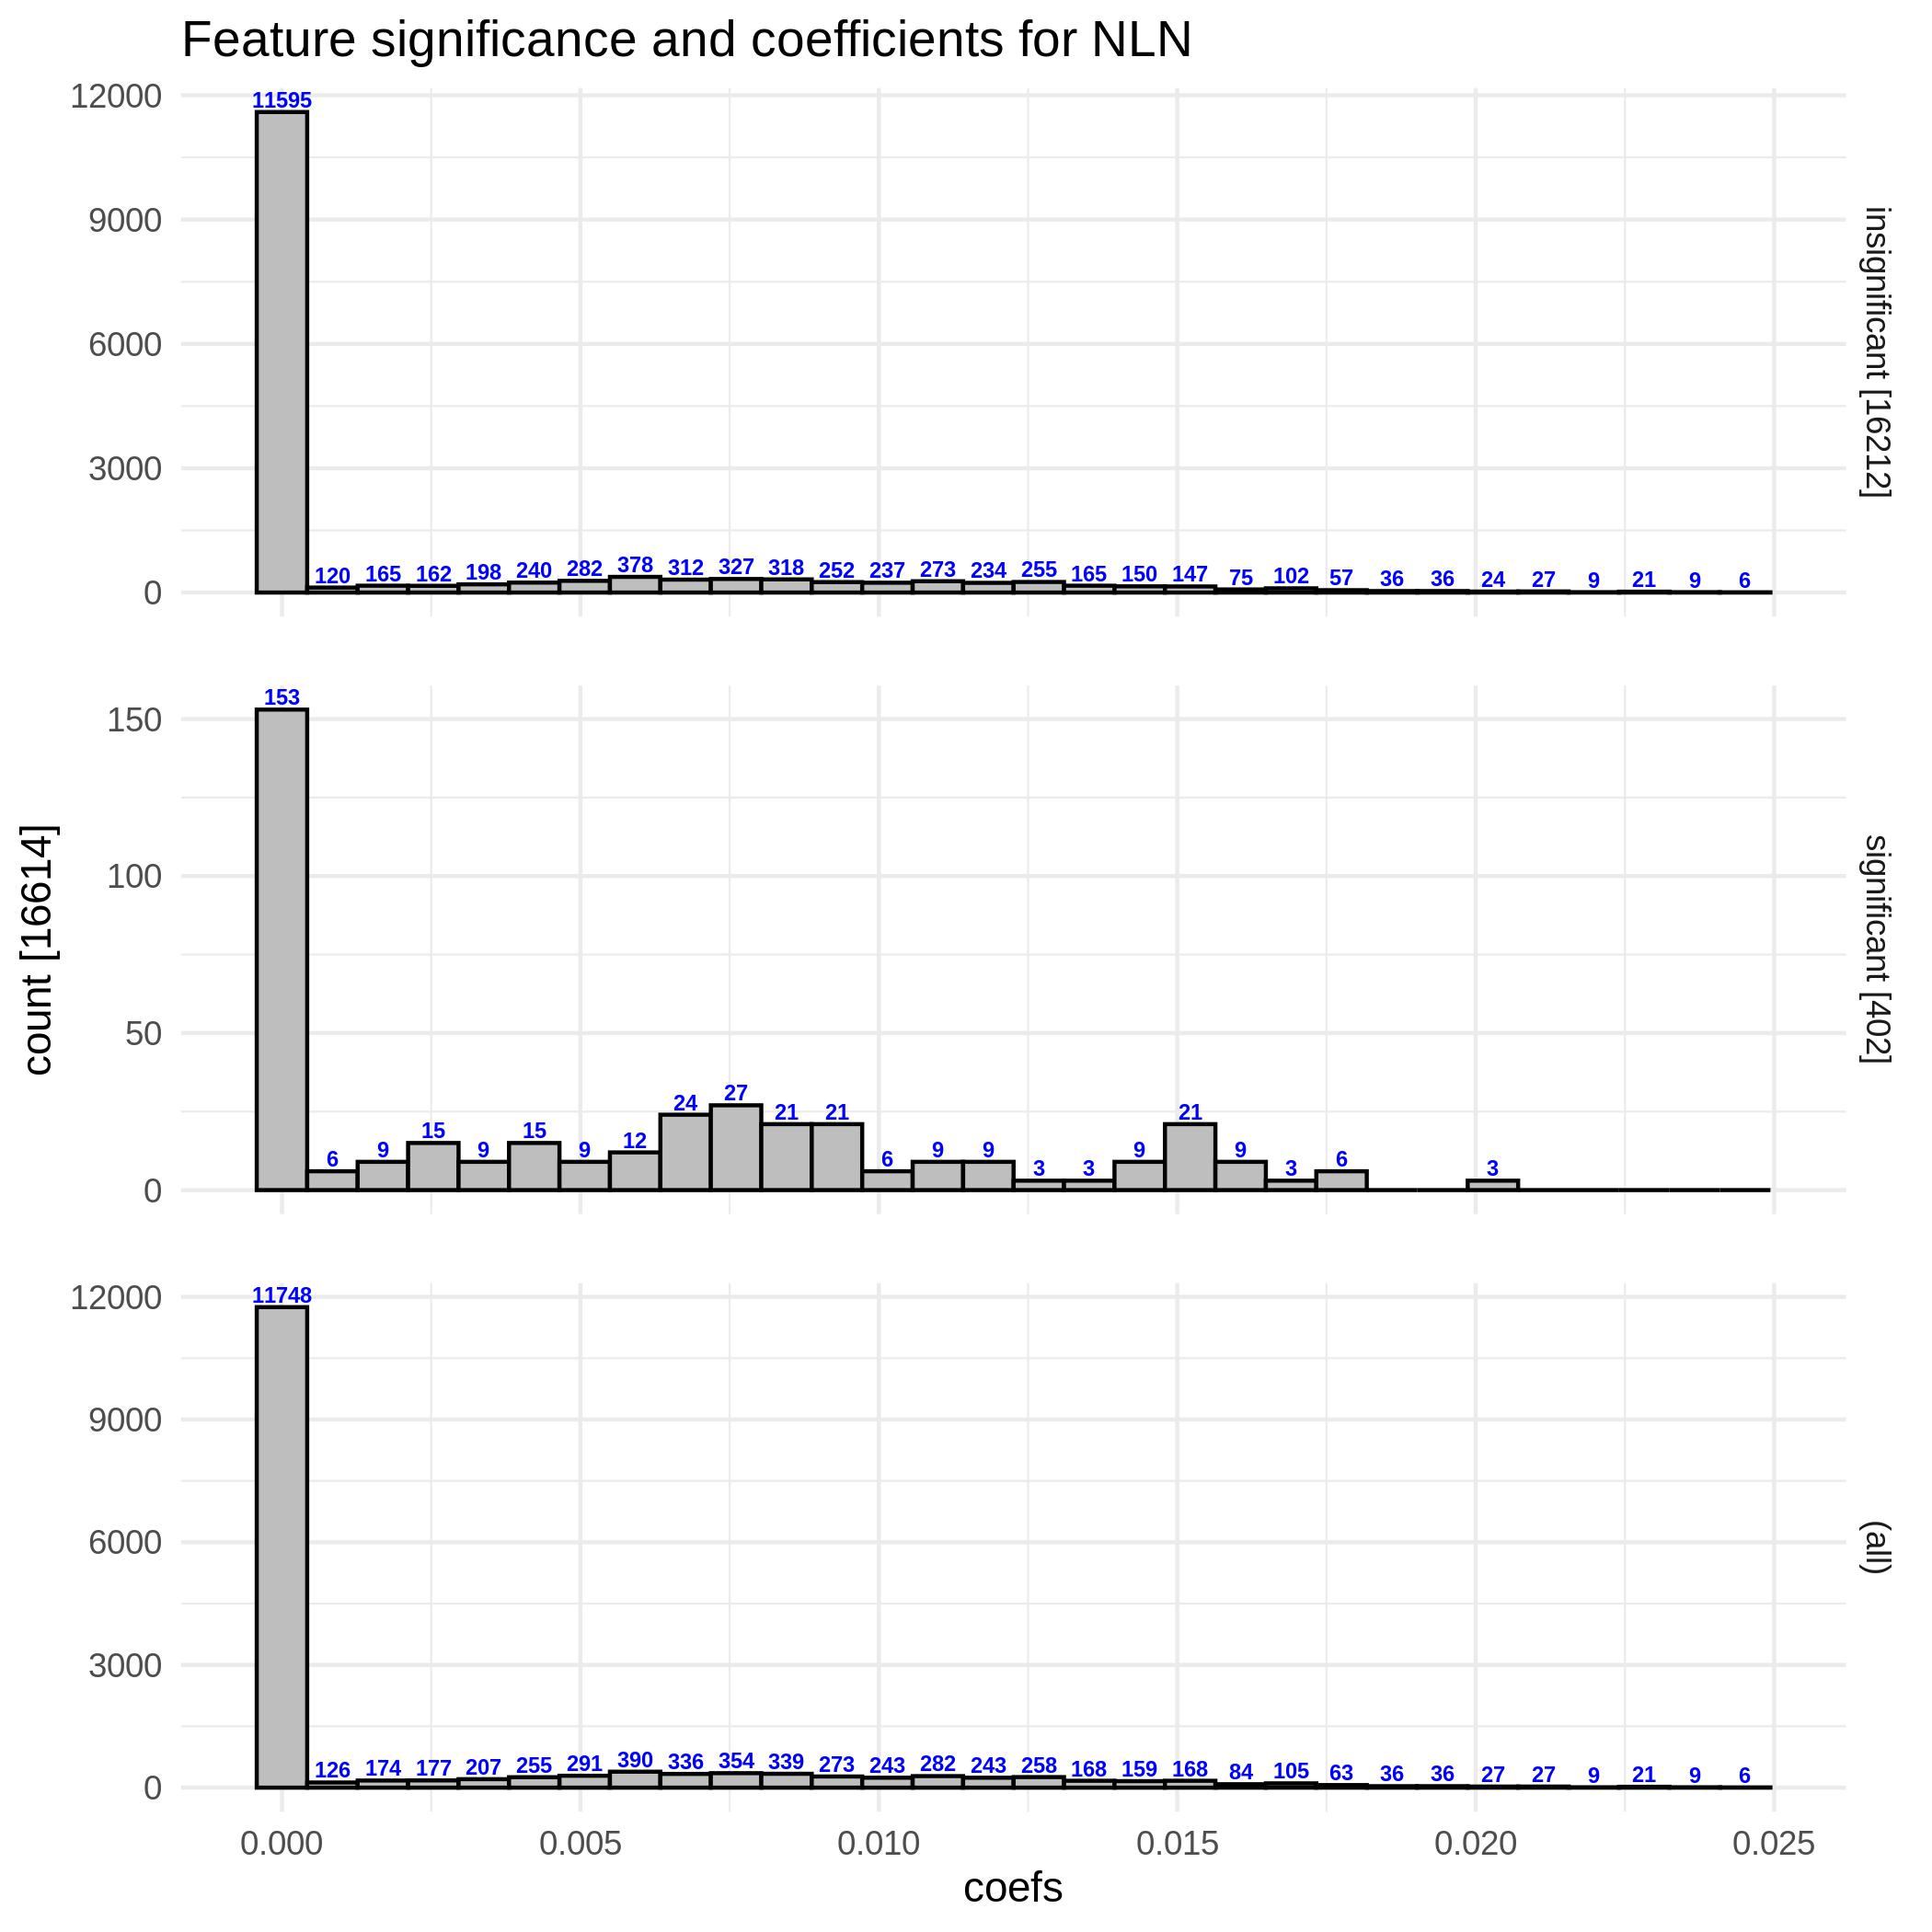 Feature significance and coefficients for NLN
12000
9000
6000
3000
0
11595 120 165 162 198 240 282 378 312 327 318 252 237 273 234 255 165 150 147 75 102 57 36 36 24 27 9 21 9 6
insignificant [16212]
count [16614]
150
100
50
0
153 6 9 15 9 15 9 12 24 27 21 21 6 9 9 3 3 9 21 9 3 6 3
significant [402]
12000
9000
6000
3000
0
11748 126 174 177 207 255 291 390 336 354 339 273 243 282 243 258 168 159 168 84 105 63 36 36 27 27 9 21 9 6
(all)
0.000 0.005 0.010 0.015 0.020 0.025
coefs